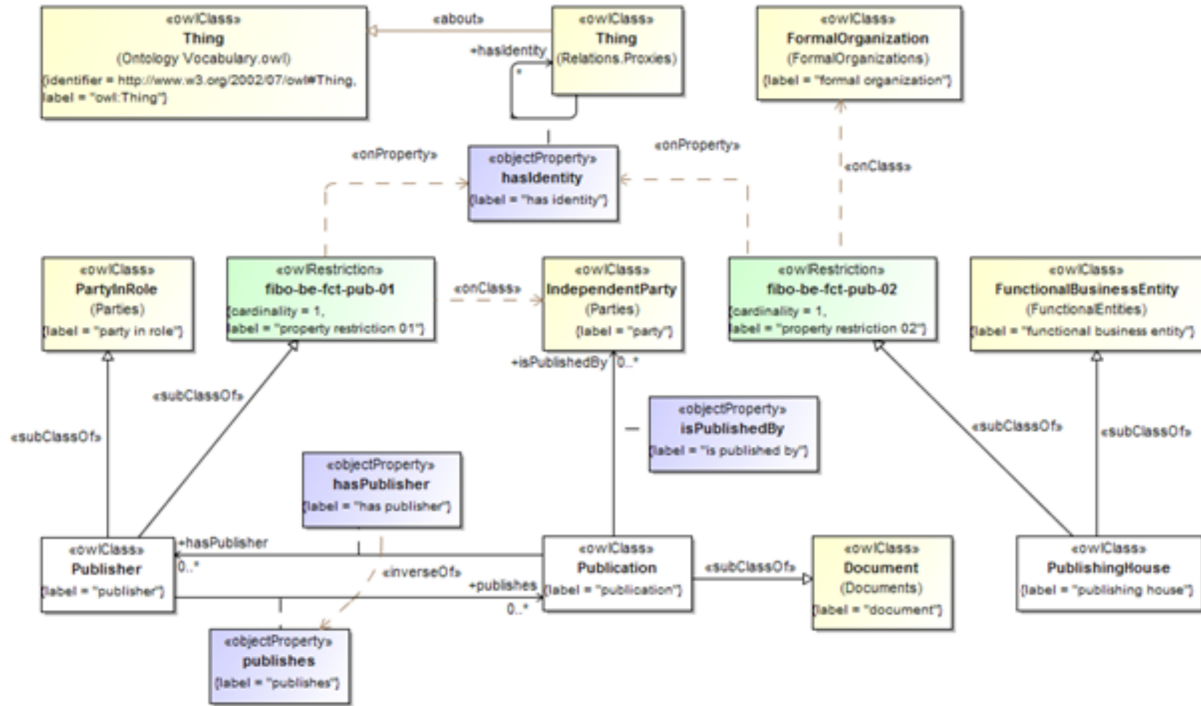 «owlClass»
Thing
(Ontology Vocabulary.owl)
{identifier = http://www.w3.org/2002/07/owl#Thing,
label = "owl:Thing"}
«about»
+hasIdentity
*
«owlClass»
Thing
(Relations.Proxies)
«owlClass»
FormalOrganization
(FormalOrganizations)
{label = "formal organization"}
«onProperty»
«objectProperty»
hasIdentity
{label = "has identity"}
«onProperty»
«onClass»
«owlClass»
PartyInRole
(Parties)
{label = "party in role"}
«owlRestriction»
fibo-be-fct-pub-01
{cardinality = 1,
label = "property restriction 01"}
«onClass»
«owlClass»
IndependentParty
(Parties)
{label = "party"}
«owlRestriction»
fibo-be-fct-pub-02
{cardinality = 1,
label = "property restriction 02"}
«owlClass»
FunctionalBusinessEntity
(FunctionalEntities)
{label = "functional business entity"}
+isPublishedBy
0..*
«subClassOf»
«subClassOf»
«objectProperty»
isPublishedBy
{label = "is published by"}
«subClassOf»
«subClassOf»
«objectProperty»
hasPublisher
{label = "has publisher"}
«owlClass»
Publisher
{label = "publisher"}
+hasPublisher
0..*
«inverseOf»
+publishes
0..*
«owlClass»
Publication
{label = "publication"}
«subClassOf»
«owlClass»
Document
(Documents)
{label = "document"}
«owlClass»
PublishingHouse
{label = "publishing house"}
«objectProperty»
publishes
{label = "publishes"}